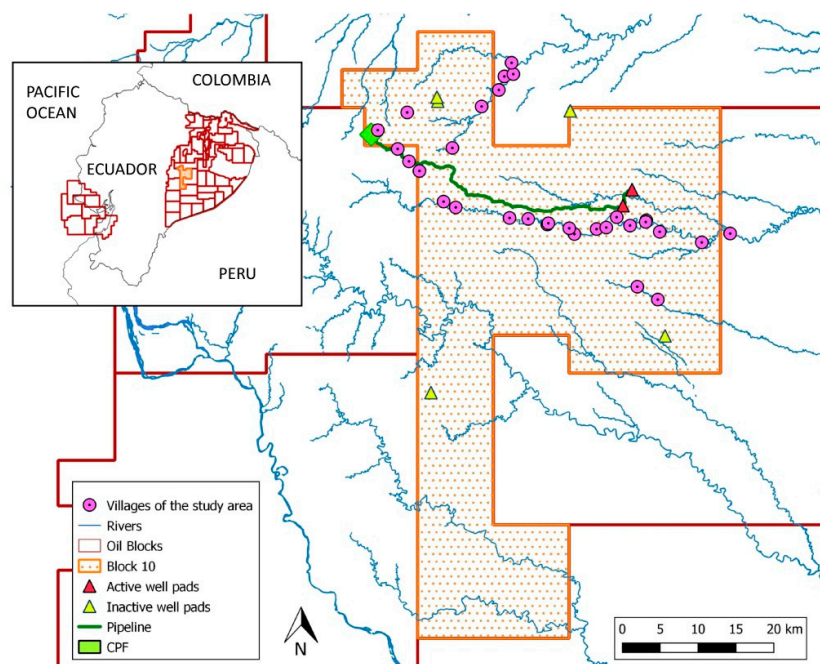 PACIFIC
OCEAN
COLOMBIA
ECUADOR
PERU
Villages of the study area
Rivers
Oil Blocks
Block 10
Active well pads
Inactive well pads
Pipeline
CPF
N
0 5 10 15 20 km